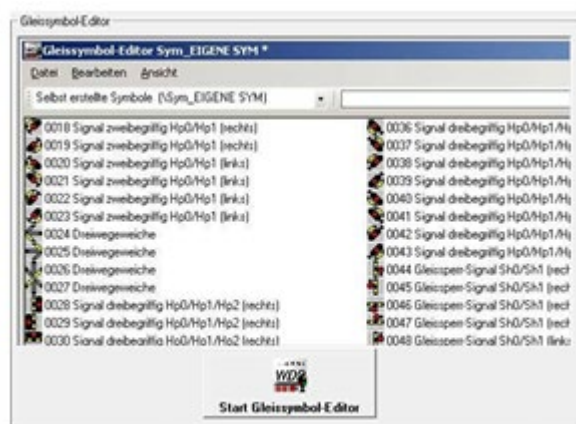 Gleissymbol-Editor
Gleissymbol-Editor Sym_EIGENE SYM *
Datei Bearbeiten Ansicht
Selbst erstellte Symbole (\Sym_EIGENE SYM)
0018 Signal zweibegriffig Hp0/Hp1 (rechts)
0019 Signal zweibegriffig Hp0/Hp1 (rechts)
0020 Signal zweibegriffig Hp0/Hp1 (links)
0021 Signal zweibegriffig Hp0/Hp1 (links)
0022 Signal zweibegriffig Hp0/Hp1 (links)
0023 Signal zweibegriffig Hp0/Hp1 (links)
0024 Dreiwegeweiche
0025 Dreiwegeweiche
0026 Dreiwegeweiche
0027 Dreiwegeweiche
0028 Signal dreibegriffig Hp0/Hp1/Hp2 (rechts)
0029 Signal dreibegriffig Hp0/Hp1/Hp2 (rechts)
0030 Signal dreibegriffig Hp0/Hp1/Hp2 (rechts)
0036 Signal dreibegriffig Hp0/Hp1/Hp
0037 Signal dreibegriffig Hp0/Hp1/Hp
0038 Signal dreibegriffig Hp0/Hp1/Hp
0039 Signal dreibegriffig Hp0/Hp1/Hp
0040 Signal dreibegriffig Hp0/Hp1/Hp
0041 Signal dreibegriffig Hp0/Hp1/Hp
0042 Signal dreibegriffig Hp0/Hp1/Hp
0043 Signal dreibegriffig Hp0/Hp1/Hp
0044 Gleissperr-Signal Sh0/Sh1 (rech
0045 Gleissperr-Signal Sh0/Sh1 (rech
0046 Gleissperr-Signal Sh0/Sh1 (rech
0047 Gleissperr-Signal Sh0/Sh1 (rech
0048 Gleissperr-Signal Sh0/Sh1 (links
Start Gleissymbol-Editor